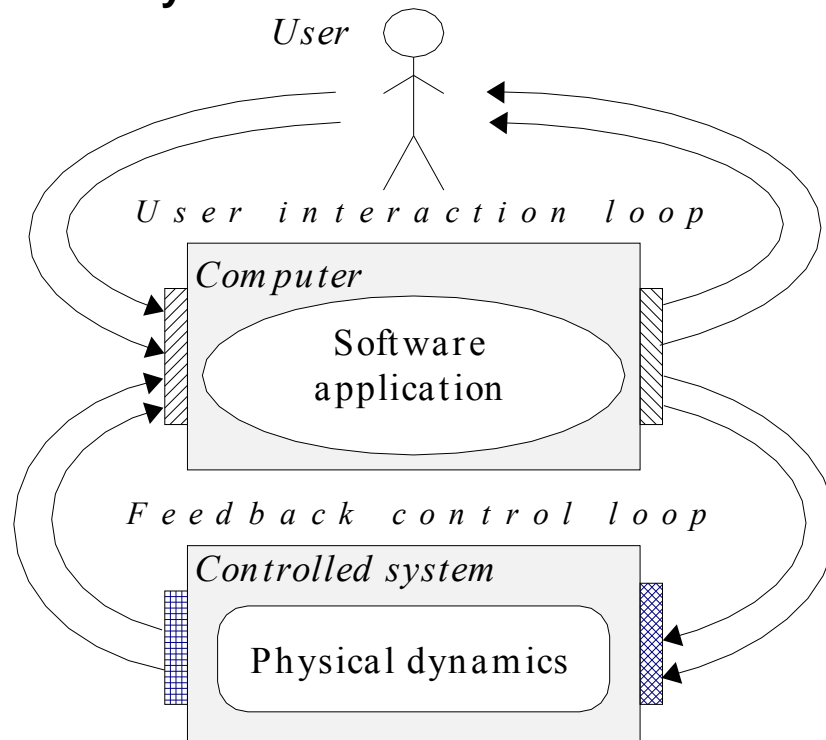 User
User interaction loop
Computer
Software
application
Feedback control loop
Controlled system
Physical dynamics